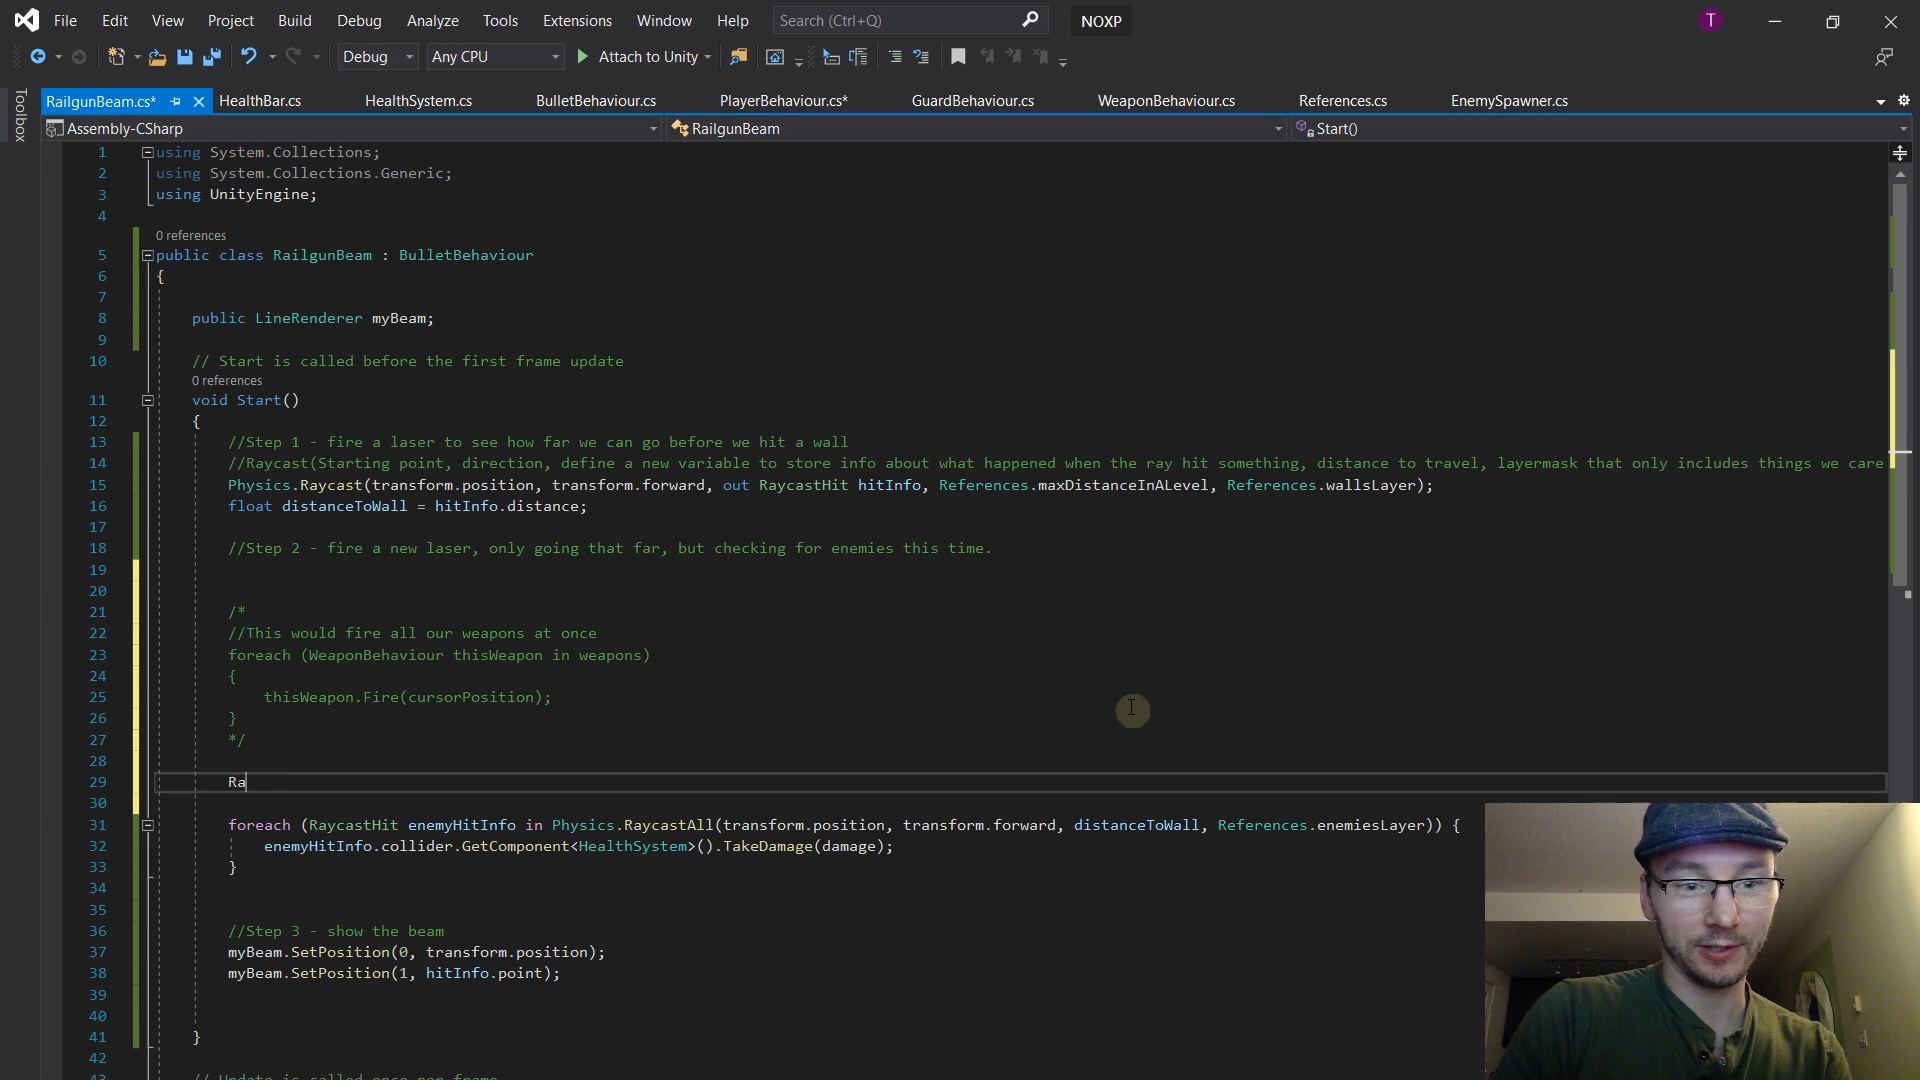 File Edit View Project Build Debug Analyze Tools Extensions Window Help Search (Ctrl+Q) NOXP T
Debug Any CPU Attach to Unity
Toolbox
RailgunBeam.cs* HealthBar.cs HealthSystem.cs BulletBehaviour.cs PlayerBehaviour.cs* GuardBehaviour.cs WeaponBehaviour.cs References.cs EnemySpawner.cs
Assembly-CSharp RailgunBeam Start()
1 using System.Collections;
2 using System.Collections.Generic;
3 using UnityEngine;
4
0 references
5 public class RailgunBeam : BulletBehaviour
6 {
7
8 public LineRenderer myBeam;
9
10 // Start is called before the first frame update
0 references
11 void Start()
12 {
13 //Step 1 - fire a laser to see how far we can go before we hit a wall
14 //Raycast(Starting point, direction, define a new variable to store info about what happened when the ray hit something, distance to travel, layermask that only includes things we care
15 Physics.Raycast(transform.position, transform.forward, out RaycastHit hitInfo, References.maxDistanceInALevel, References.wallsLayer);
16 float distanceToWall = hitInfo.distance;
17
18 //Step 2 - fire a new laser, only going that far, but checking for enemies this time.
19
20
21 /*
22 //This would fire all our weapons at once
23 foreach (WeaponBehaviour thisWeapon in weapons)
24 {
25 thisWeapon.Fire(cursorPosition);
26 }
27 */
28
29 Ra
30
31 foreach (RaycastHit enemyHitInfo in Physics.RaycastAll(transform.position, transform.forward, distanceToWall, References.enemiesLayer)) {
32 enemyHitInfo.collider.GetComponent<HealthSystem>().TakeDamage(damage);
33 }
34
35
36 //Step 3 - show the beam
37 myBeam.SetPosition(0, transform.position);
38 myBeam.SetPosition(1, hitInfo.point);
39
40
41 }
42
43 // Update is called once per frame